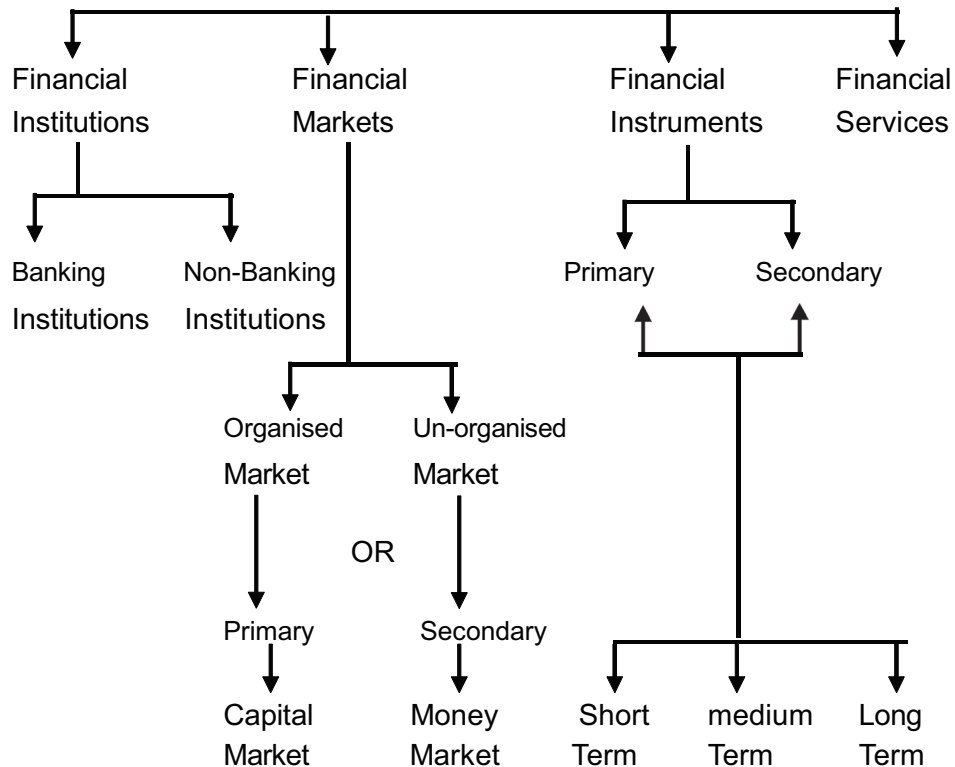 Financial Institutions
Financial Markets
Financial Instruments
Financial Services
Banking Institutions
Non-Banking Institutions
Primary
Secondary
Organised Market
Un-organised Market
OR
Primary
Secondary
Capital Market
Money Market
Short Term
medium Term
Long Term